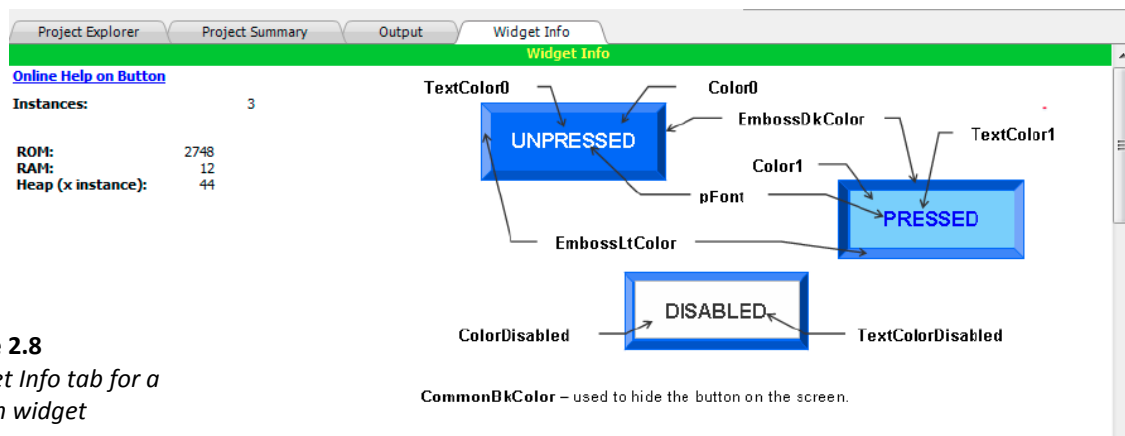 Project Explorer Project Summary Output Widget Info
Widget Info
Online Help on Button
Instances: 3
ROM: 2748
RAM: 12
Heap (x instance): 44
TextColor0 Color0
UNPRESSED
EmbossDkColor
TextColor1
Color1
pFont
PRESSED
EmbossLtColor
DISABLED
ColorDisabled TextColorDisabled
CommonBkColor – used to hide the button on the screen.
2.8
Info tab for a
widget